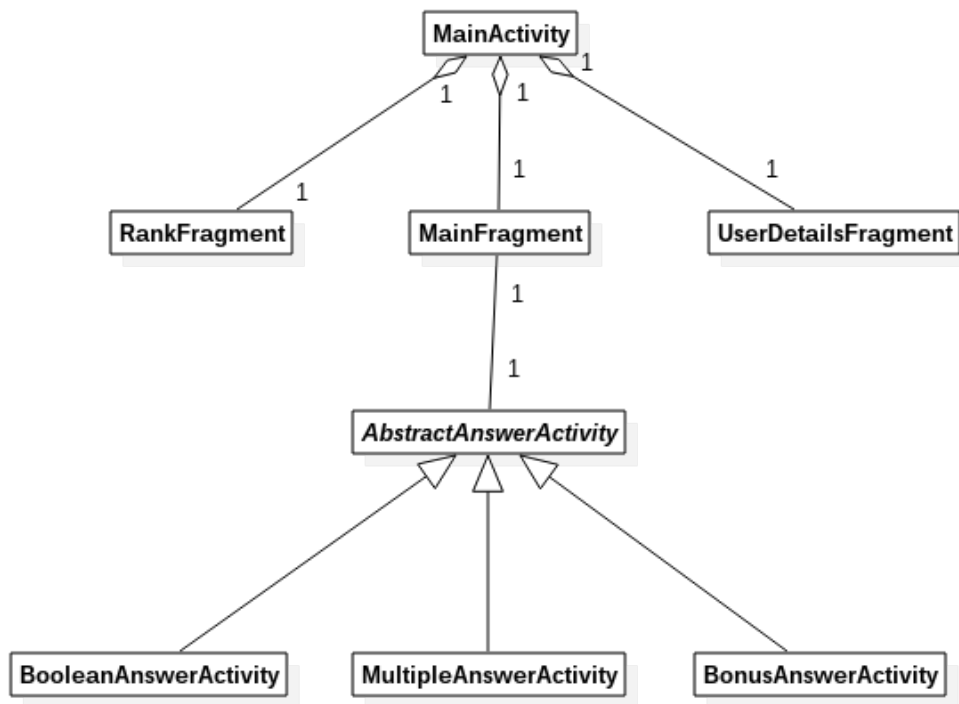 MainActivity
1
1
1
1
1
1
RankFragment
MainFragment
UserDetailsFragment
1
1
AbstractAnswerActivity
BooleanAnswerActivity
MultipleAnswerActivity
BonusAnswerActivity